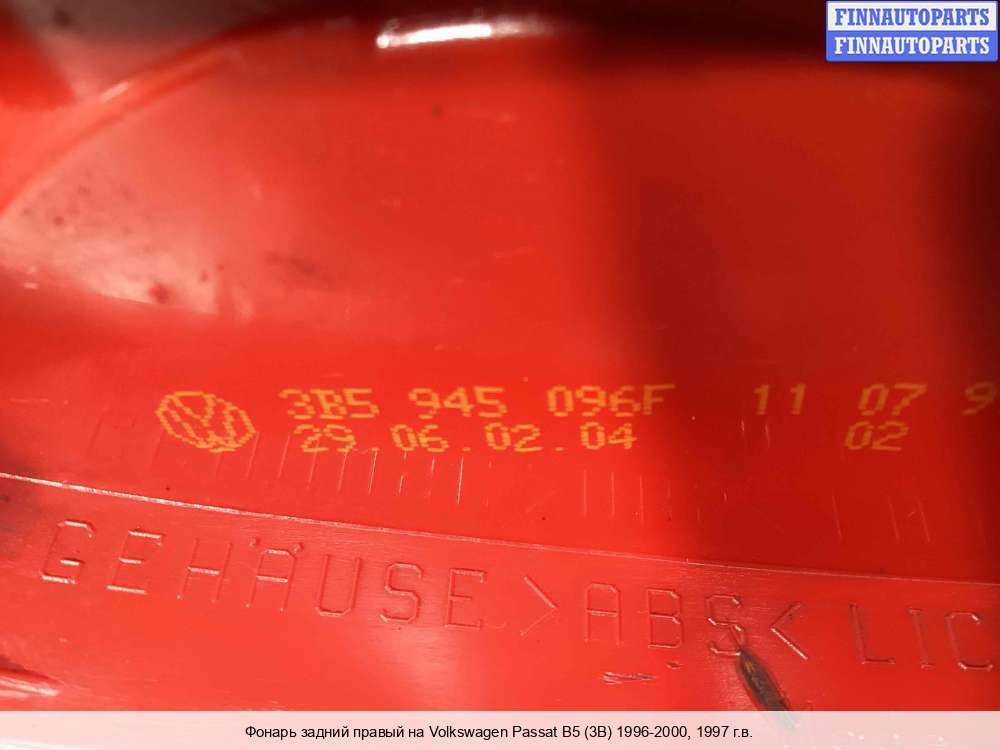 FINNAUTOPARTS
FINNAUTOPARTS
3B5 945 096F 11 07 9
29.06.02.04 02
GEHÄUSE >ABS< LIC
Фонарь задний правый на Volkswagen Passat B5 (3B) 1996-2000, 1997 г.в.